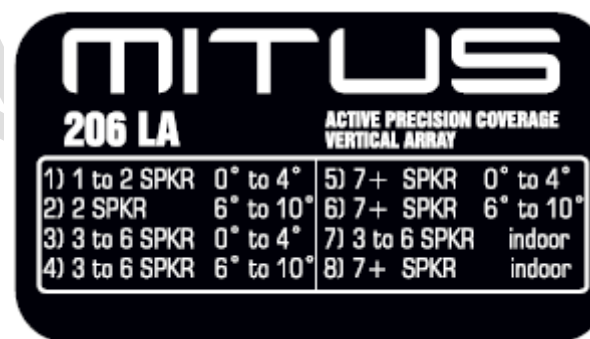 MITUS
206 LA
ACTIVE PRECISION COVERAGE
VERTICAL ARRAY
1) 1 to 2 SPKR 0° to 4°
2) 2 SPKR 6° to 10°
3) 3 to 6 SPKR 0° to 4°
4) 3 to 6 SPKR 6° to 10°
5) 7+ SPKR 0° to 4°
6) 7+ SPKR 6° to 10°
7) 3 to 6 SPKR indoor
8) 7+ SPKR indoor